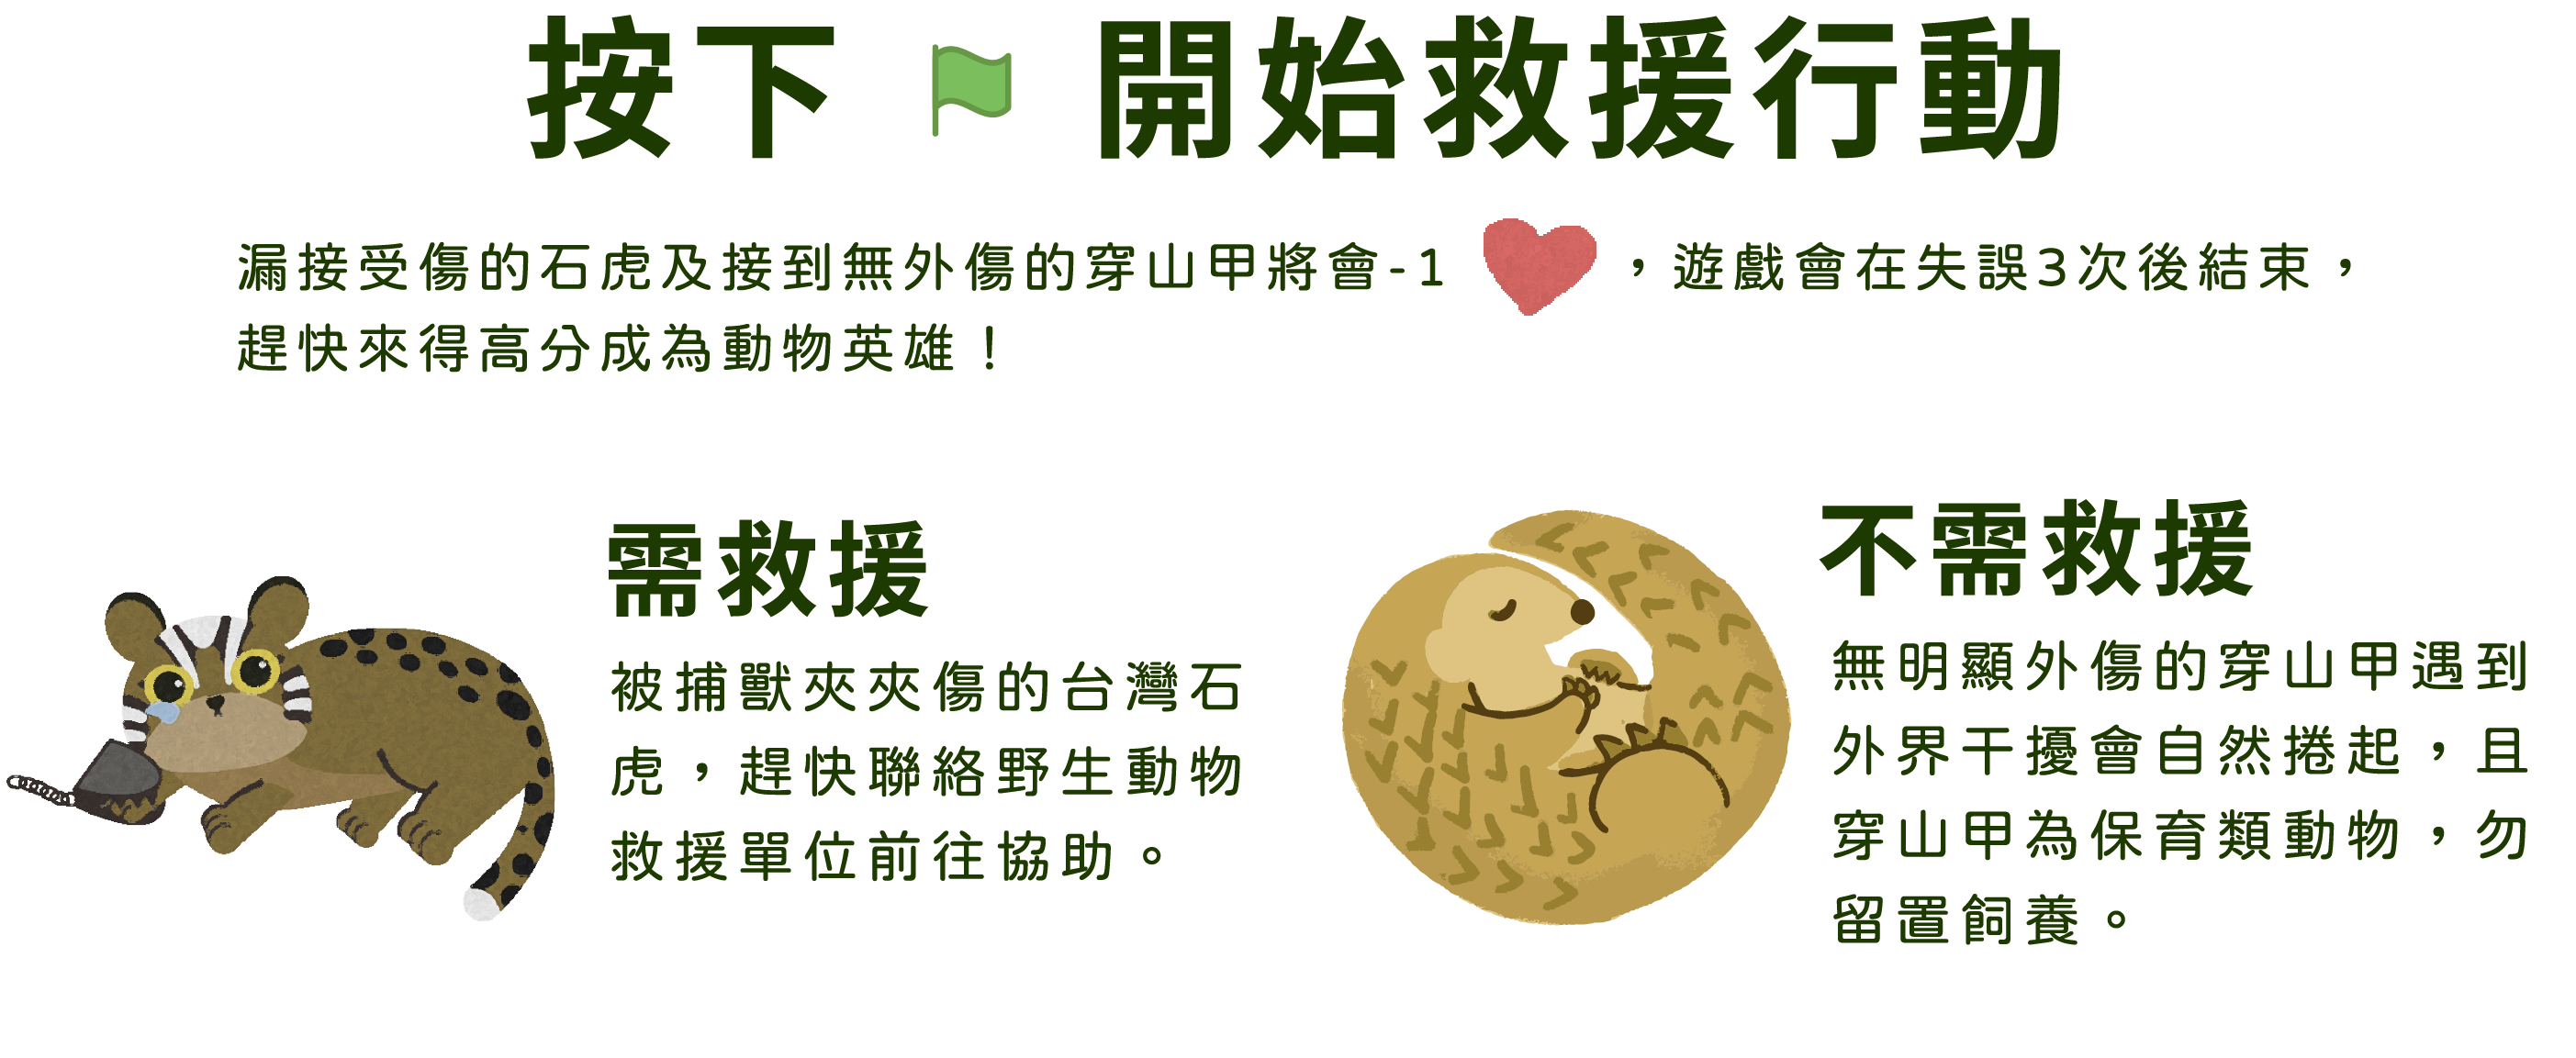 按下 開始救援行動
漏接受傷的石虎及接到無外傷的穿山甲將會-1 ，遊戲會在失誤3次後結束，
趕快來得高分成為動物英雄！
需救援
被捕獸夾夾傷的台灣石
虎，趕快聯絡野生動物
救援單位前往協助。
不需救援
無明顯外傷的穿山甲遇到
外界干擾會自然捲起，且
穿山甲為保育類動物，勿
留置飼養。